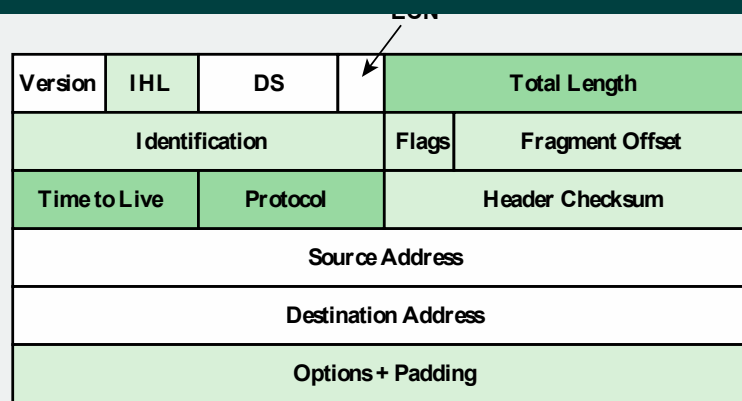 ECN
Version IHL DS Total Length
Identification Flags Fragment Offset
Time to Live Protocol Header Checksum
Source Address
Destination Address
Options + Padding